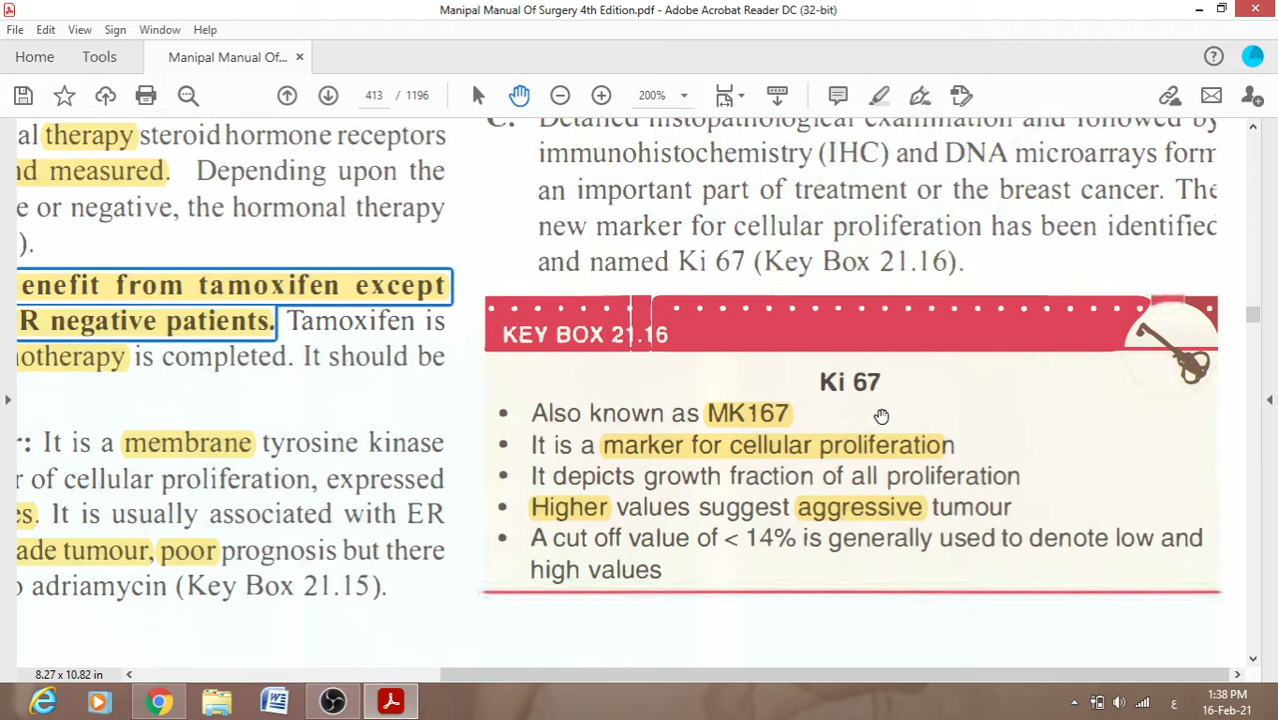 Manipal Manual Of Surgery 4th Edition.pdf - Adobe Acrobat Reader DC (32-bit)
File Edit View Sign Window Help
Home Tools Manipal Manual Of... ×
413 / 1196 200%
al therapy steroid hormone receptors
nd measured. Depending upon the
e or negative, the hormonal therapy
).
enefit from tamoxifen except
R negative patients. Tamoxifen is
notherapy is completed. It should be
r: It is a membrane tyrosine kinase
r of cellular proliferation, expressed
es. It is usually associated with ER
ade tumour, poor prognosis but there
o adriamycin (Key Box 21.15).
C. Detailed histopathological examination and followed by
immunohistochemistry (IHC) and DNA microarrays form
an important part of treatment or the breast cancer. The
new marker for cellular proliferation has been identified
and named Ki 67 (Key Box 21.16).
KEY BOX 21.16
Ki 67
• Also known as MK167
• It is a marker for cellular proliferation
• It depicts growth fraction of all proliferation
• Higher values suggest aggressive tumour
• A cut off value of < 14% is generally used to denote low and
high values
8.27 x 10.82 in
ع 1:38 PM
16-Feb-21